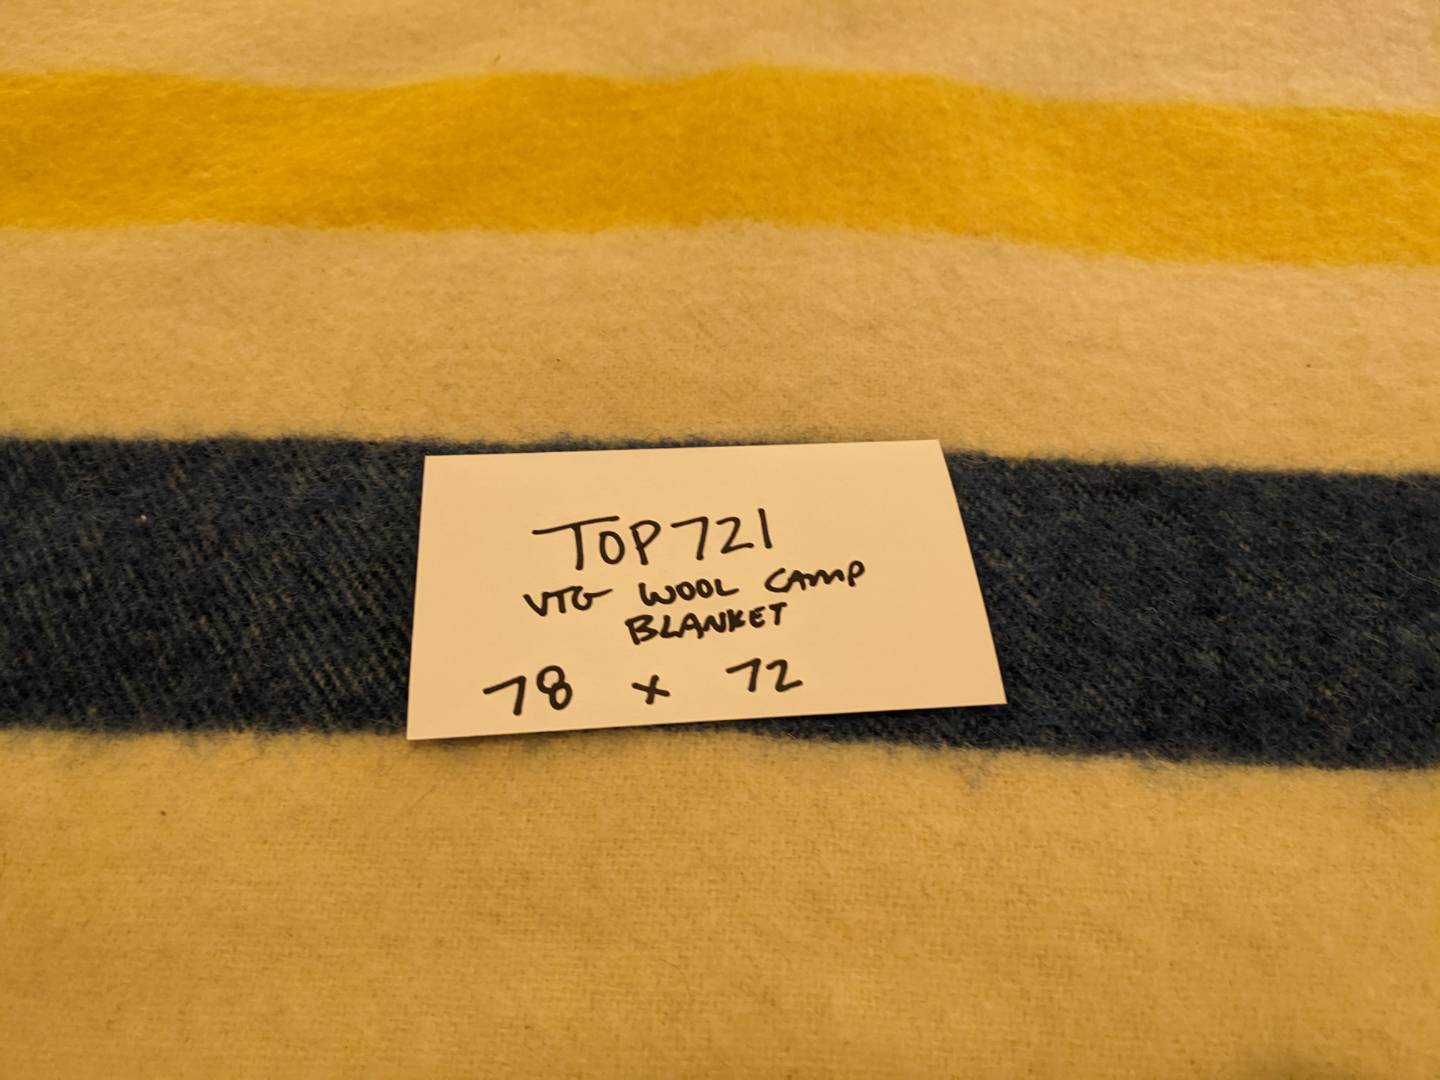 TOP721
VTG WOOL CAMP
BLANKET
78 x 72